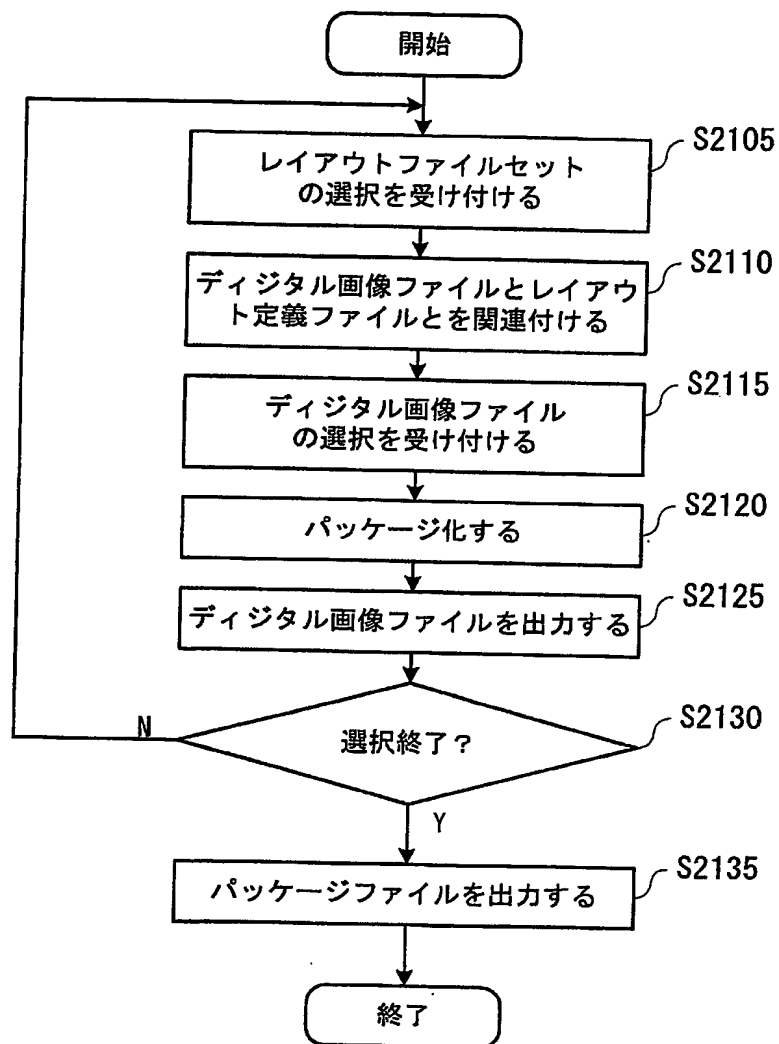 開始
S2105
レイアウトファイルセット
の選択を受け付ける
S2110
ディジタル画像ファイルとレイアウ
ト定義ファイルとを関連付ける
S2115
ディジタル画像ファイル
の選択を受け付ける
S2120
パッケージ化する
S2125
ディジタル画像ファイルを出力する
S2130
N
選択終了?
Y
S2135
パッケージファイルを出力する
終了